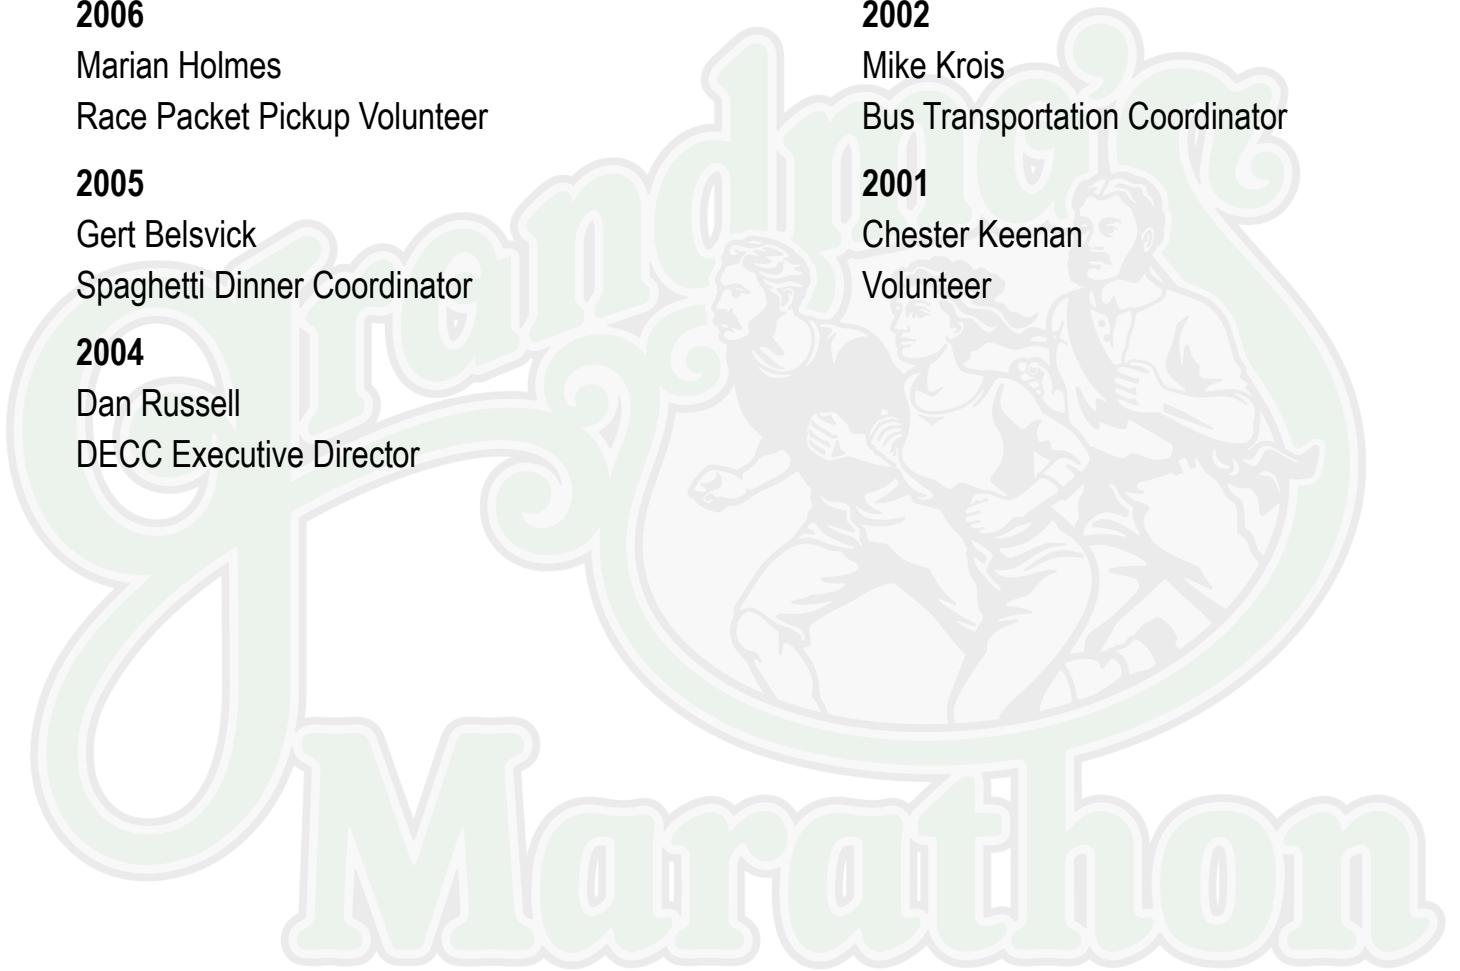 2006
Marian Holmes
Race Packet Pickup Volunteer
2005
Gert Belsvick
Spaghetti Dinner Coordinator
2004
Dan Russell
DECC Executive Director
2002
Mike Krois
Bus Transportation Coordinator
2001
Chester Keenan
Volunteer
grandma's
Marathon